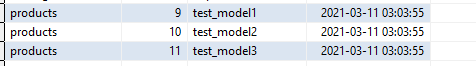 products 9 test_model1 2021-03-11 03:03:55
products 10 test_model2 2021-03-11 03:03:55
products 11 test_model3 2021-03-11 03:03:55